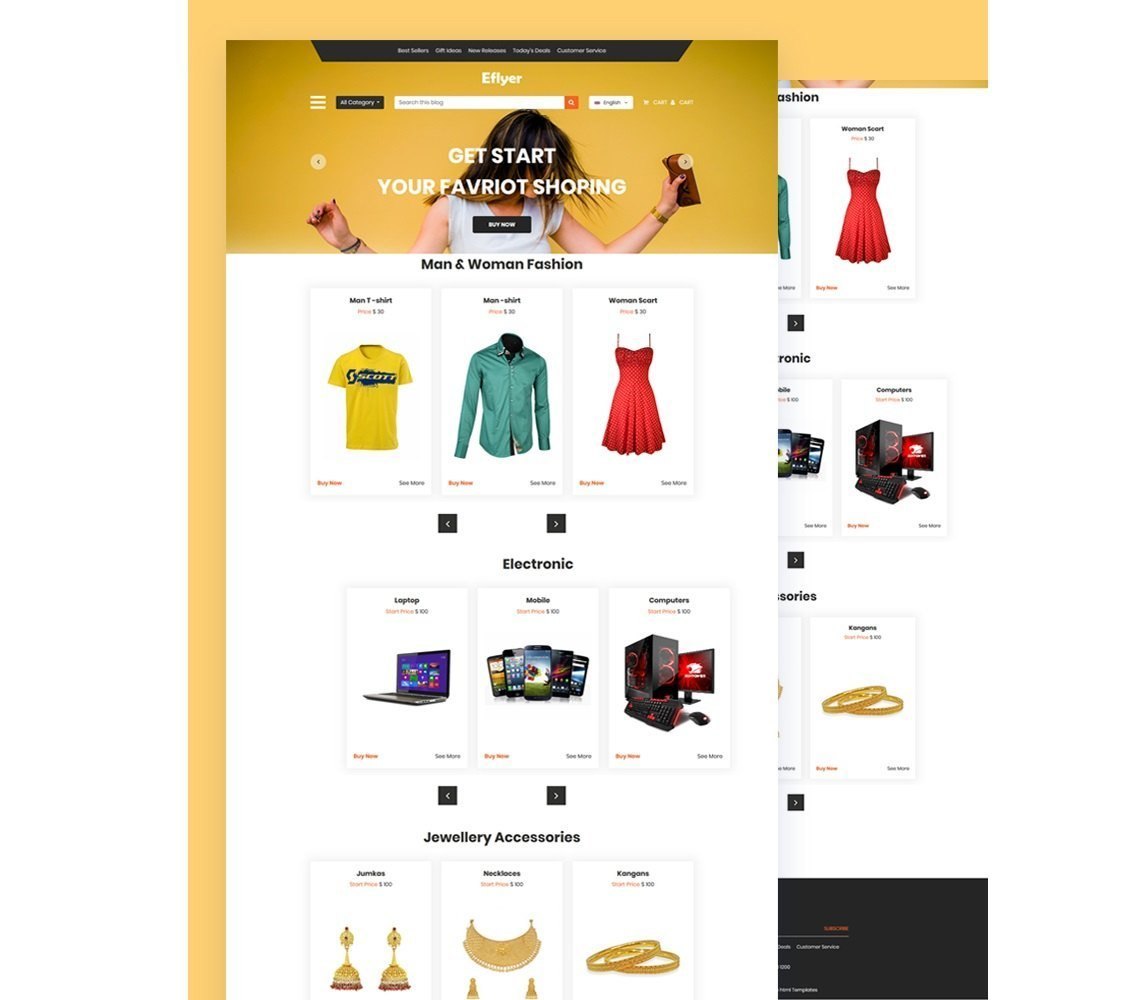 Best Sellers Gift Ideas New Releases Today's Deals Customer Service
Eflyer
All Category Search this blog English CART CART
GET START
YOUR FAVRIOT SHOPING
BUY NOW
Man & Woman Fashion
Man T -shirt Man -shirt Woman Scart
Price $ 30 Price $ 30 Price $ 30
SCOTT
Buy Now See More Buy Now See More Buy Now See More
Electronic
Laptop Mobile Computers
Start Price $ 100 Start Price $ 100 Start Price $ 100
Buy Now See More Buy Now See More Buy Now See More
Jewellery Accessories
Jumkas Necklaces Kangans
Start Price $ 100 Start Price $ 100 Start Price $ 100
ashion
Woman Scart
Price $ 30
See More Buy Now See More
tronic
bile Computers
Price $ 100 Start Price $ 100
See More Buy Now See More
ssories
Kangans
Start Price $ 100
See More Buy Now See More
SUBSCRIBE
Deals Customer Service
1200
html Templates